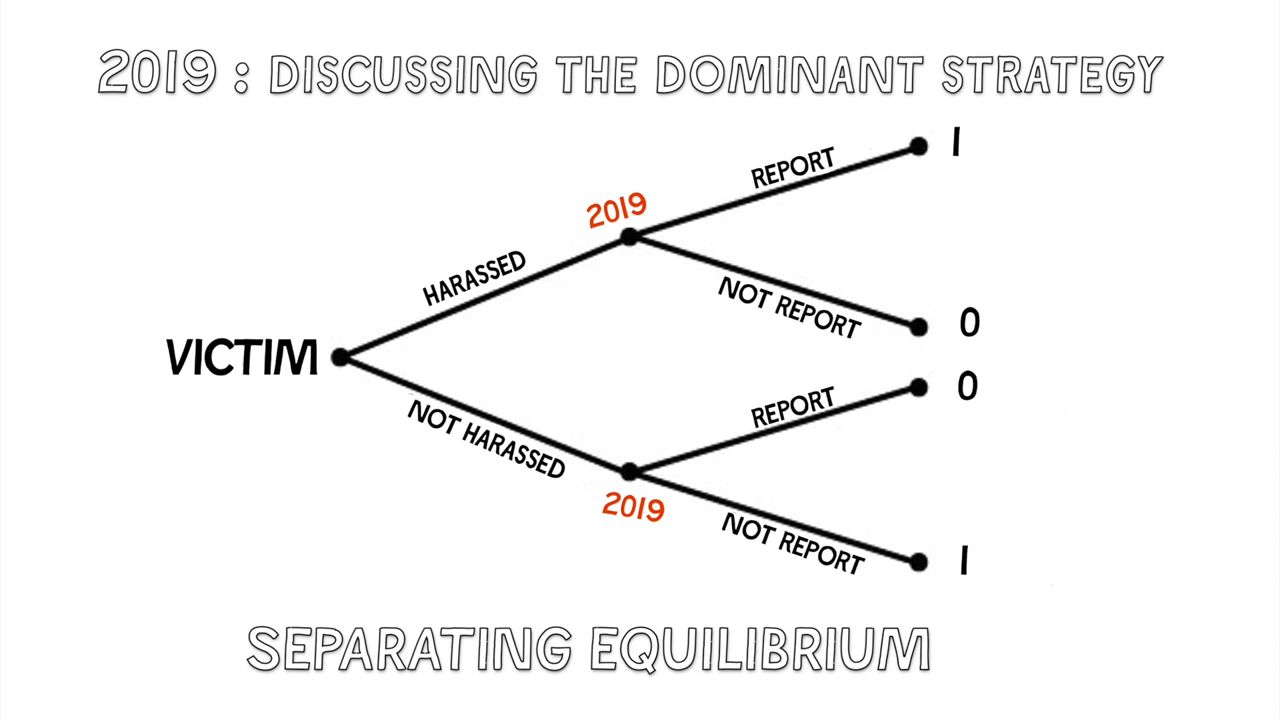 2019 : DISCUSSING THE DOMINANT STRATEGY
REPORT
1
2019
HARASSED
NOT REPORT
0
VICTIM
REPORT
0
NOT HARASSED
2019
NOT REPORT
1
SEPARATING EQUILIBRIUM